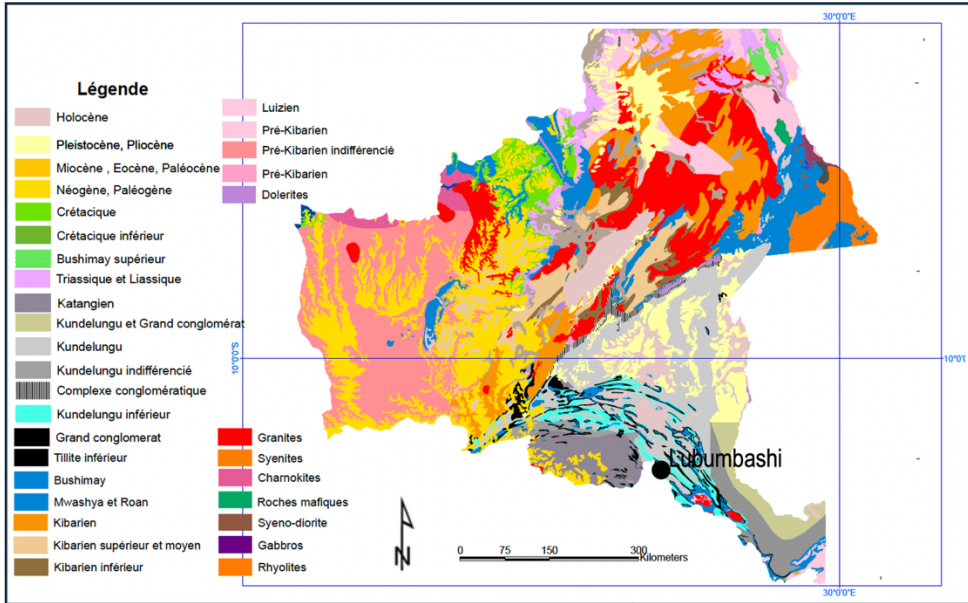 30°0'0"E
Légende
Holocène
Pleistocène, Pliocène
Miocène , Eocène, Paléocène
Néogène, Paléogène
Crétacique
Crétacique inférieur
Bushimay supérieur
Triassique et Liassique
Katangien
Kundelungu et Grand conglomérat
Kundelungu
Kundelungu indifférencié
Complexe conglomératique
Kundelungu inférieur
Grand conglomerat
Tillite inférieur
Bushimay
Mwashya et Roan
Kibarien
Kibarien supérieur et moyen
Kibarien inférieur
Luizien
Pré-Kibarien
Pré-Kibarien indifférencié
Pré-Kibarien
Dolerites
Granites
Syenites
Charnokites
Roches mafiques
Syeno-diorite
Gabbros
Rhyolites
10°0'0"S
10°0'0"
Lubumbashi
N
0 75 150 300
Kilometers
30°0'0"E